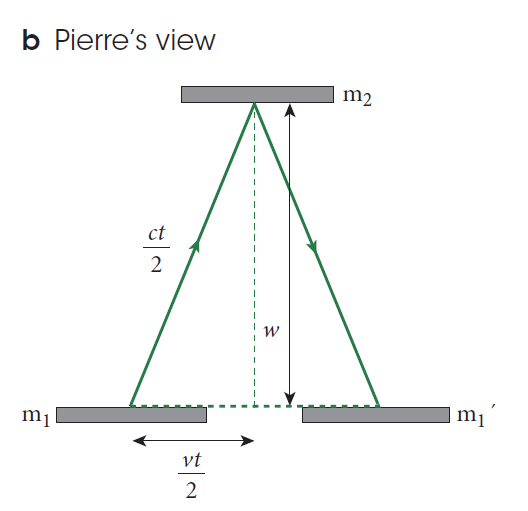 b Pierre’s view
m₂
ct
2
w
m₁
m₁′
vt
2